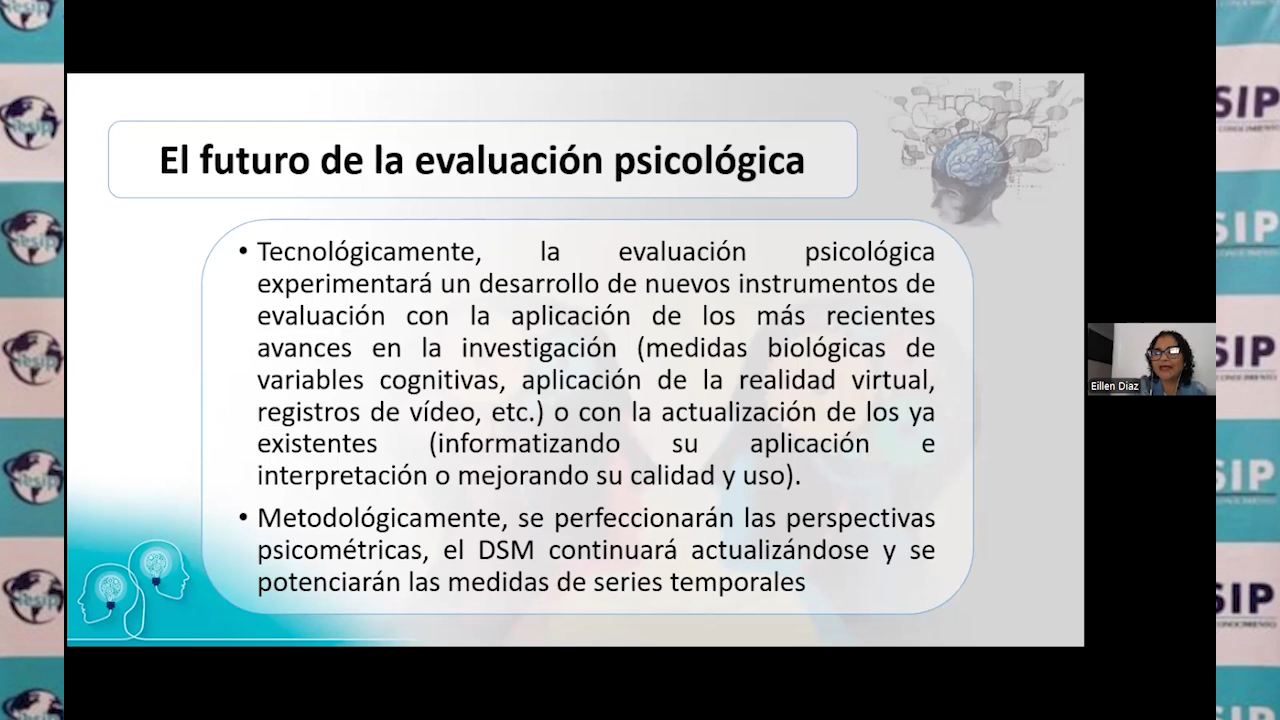 El futuro de la evaluación psicológica
• Tecnológicamente, la evaluación psicológica
experimentará un desarrollo de nuevos instrumentos de
evaluación con la aplicación de los más recientes
avances en la investigación (medidas biológicas de
variables cognitivas, aplicación de la realidad virtual,
registros de vídeo, etc.) o con la actualización de los ya
existentes (informatizando su aplicación e
interpretación o mejorando su calidad y uso).
• Metodológicamente, se perfeccionarán las perspectivas
psicométricas, el DSM continuará actualizándose y se
potenciarán las medidas de series temporales
Eillen Diaz
SIP
SIP
SIP
SIP
SIP